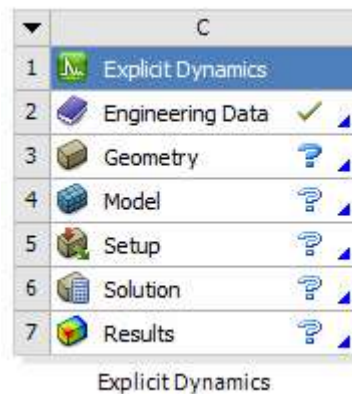 C
1 Explicit Dynamics
2 Engineering Data
3 Geometry
4 Model
5 Setup
6 Solution
7 Results
Explicit Dynamics